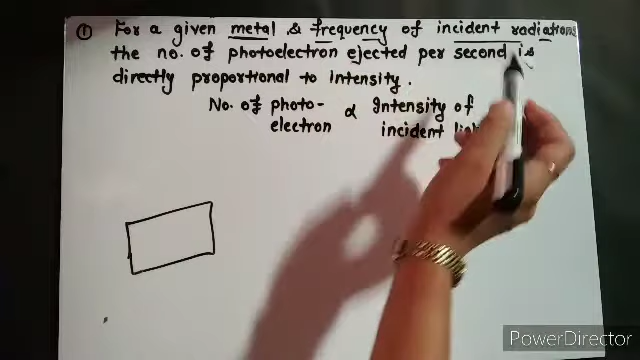 ① For a given metal & frequency of incident radiations
the no. of photoelectron ejected per second is
directly proportional to intensity.
No. of photo- ∝ Intensity of
electron incident
PowerDirector